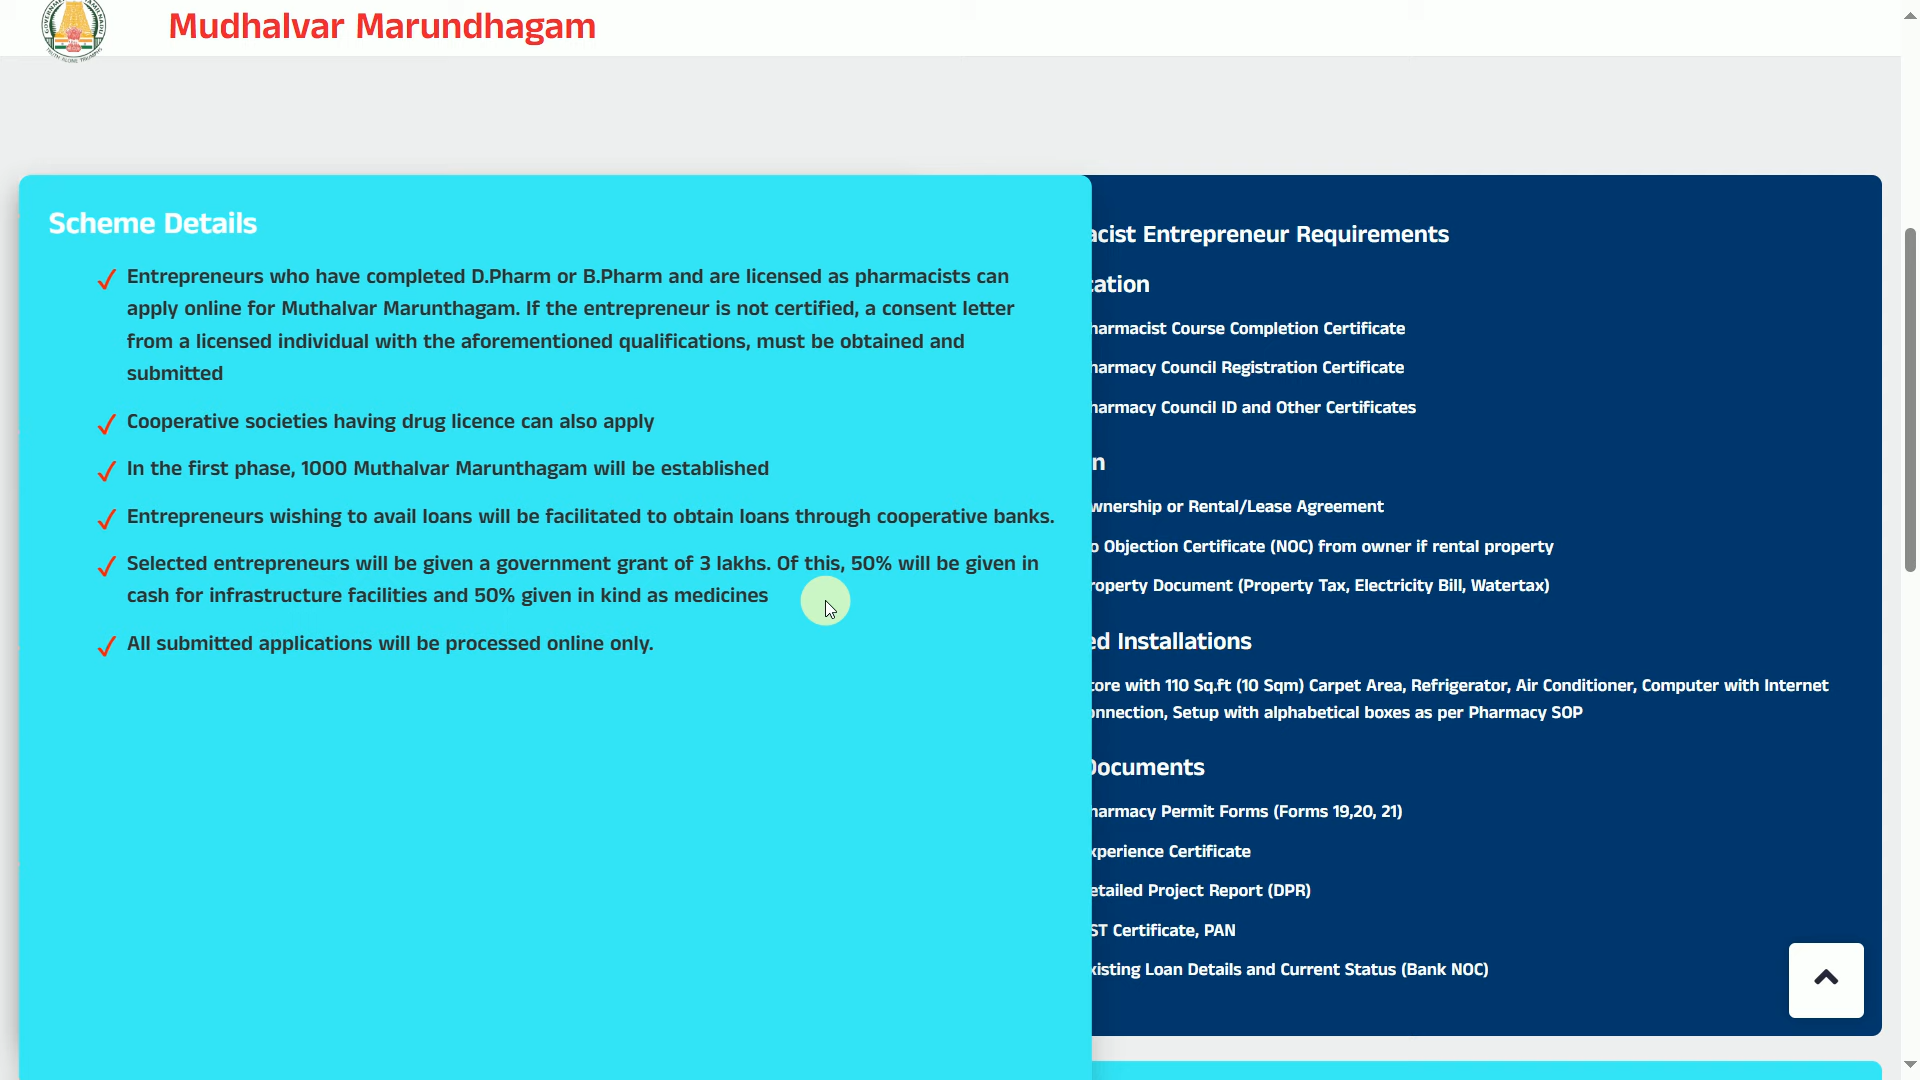 Mudhalvar Marundhagam
Scheme Details
Entrepreneurs who have completed D.Pharm or B.Pharm and are licensed as pharmacists can
apply online for Muthalvar Marunthagam. If the entrepreneur is not certified, a consent letter
from a licensed individual with the aforementioned qualifications, must be obtained and
submitted
Cooperative societies having drug licence can also apply
In the first phase, 1000 Muthalvar Marunthagam will be established
Entrepreneurs wishing to avail loans will be facilitated to obtain loans through cooperative banks.
Selected entrepreneurs will be given a government grant of 3 lakhs. Of this, 50% will be given in
cash for infrastructure facilities and 50% given in kind as medicines
All submitted applications will be processed online only.
acist Entrepreneur Requirements
cation
harmacist Course Completion Certificate
harmacy Council Registration Certificate
harmacy Council ID and Other Certificates
n
wnership or Rental/Lease Agreement
o Objection Certificate (NOC) from owner if rental property
roperty Document (Property Tax, Electricity Bill, Watertax)
ed Installations
tore with 110 Sq.ft (10 Sqm) Carpet Area, Refrigerator, Air Conditioner, Computer with Internet
onnection, Setup with alphabetical boxes as per Pharmacy SOP
Documents
harmacy Permit Forms (Forms 19,20, 21)
xperience Certificate
etailed Project Report (DPR)
ST Certificate, PAN
xisting Loan Details and Current Status (Bank NOC)